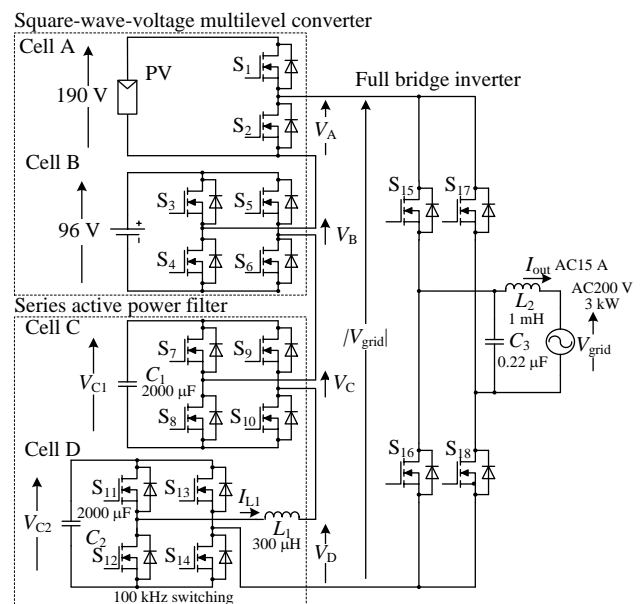 Square-wave-voltage multilevel converter
Cell A
PV
190 V
S1
S2
VA
Full bridge inverter
Cell B
96 V
+
-
S3
S5
S4
S6
VB
S15
S17
Iout AC15 A
AC200 V
3 kW
L2
1 mH
C3
0.22 μF
Vgrid
|Vgrid|
Series active power filter
Cell C
VC1
C1
2000 μF
S7
S9
S8
S10
VC
S16
S18
Cell D
VC2
2000 μF
C2
S11
S13
S12
S14
IL1
L1
300 μH
VD
100 kHz switching